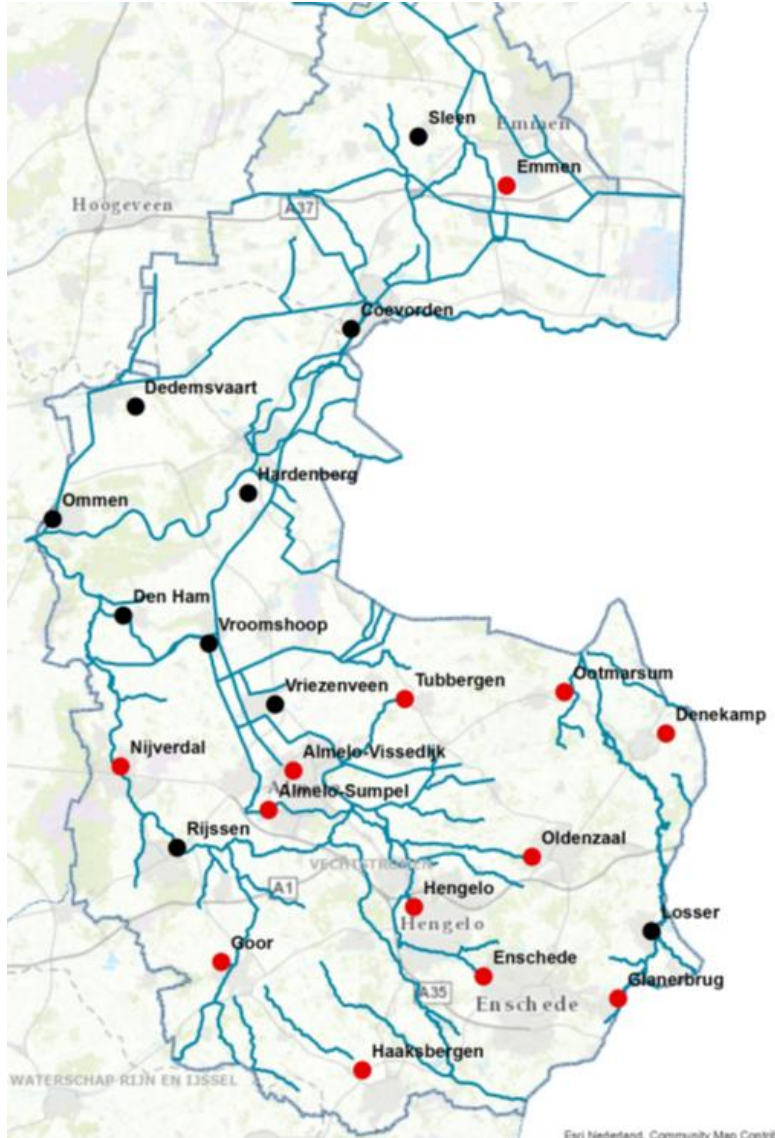 Sleen
Emmen
Emmen
Hoogeveen
A37
Coevorden
Dedemsvaart
Hardenberg
Ommen
Den Ham
Vroomshoop
Ootmarsum
Tubbergen
Vriezenveen
Denekamp
Nijverdal
Almelo-Vissedijk
Almelo-Sumpel
Rijssen
Oldenzaal
VECHTSTROMEN
A1
Hengelo
Hengelo
Losser
Goor
Enschede
Glanerbrug
A35
Enschede
Haaksbergen
WATERSCHAP RIJN EN IJSSEL
Esri Nederland, Community Map